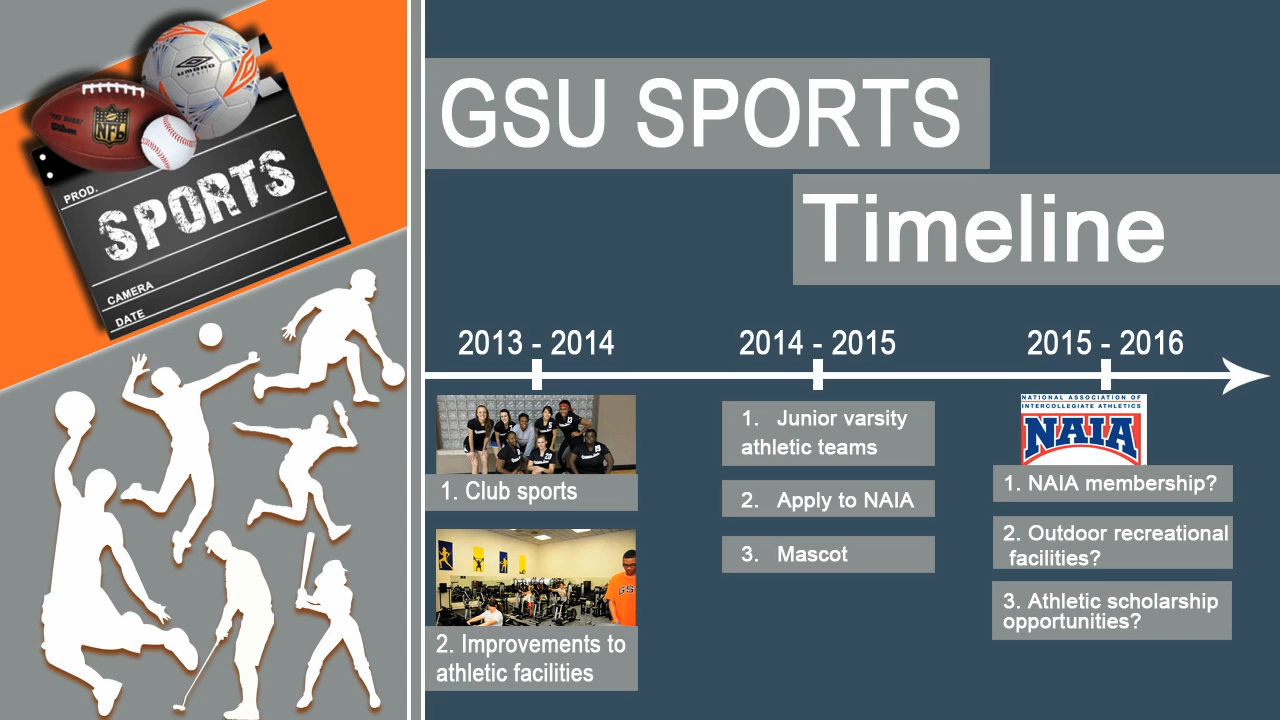 UMBRO
NFL
Wilson
PROD.
SPORTS
CAMERA
DATE
GSU SPORTS
Timeline
2013 - 2014
2014 - 2015
2015 - 2016
1. Club sports
2. Improvements to
athletic facilities
1. Junior varsity
athletic teams
2. Apply to NAIA
3. Mascot
NATIONAL ASSOCIATION OF
INTERCOLLEGIATE ATHLETICS
NAIA
1. NAIA membership?
2. Outdoor recreational
facilities?
3. Athletic scholarship
opportunities?